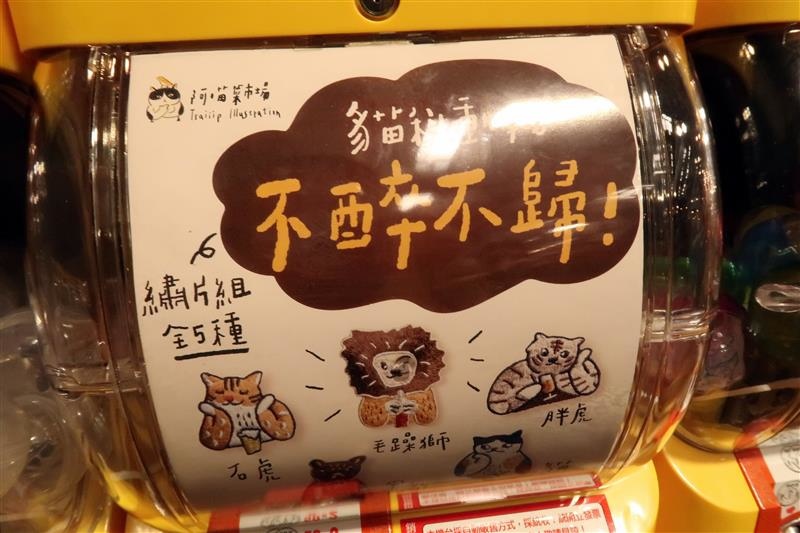 阿喵菜市場
Traiiip Illustration
貓科動物
不醉不歸!
繡片組
全5種
石虎
毛躁獅
胖虎